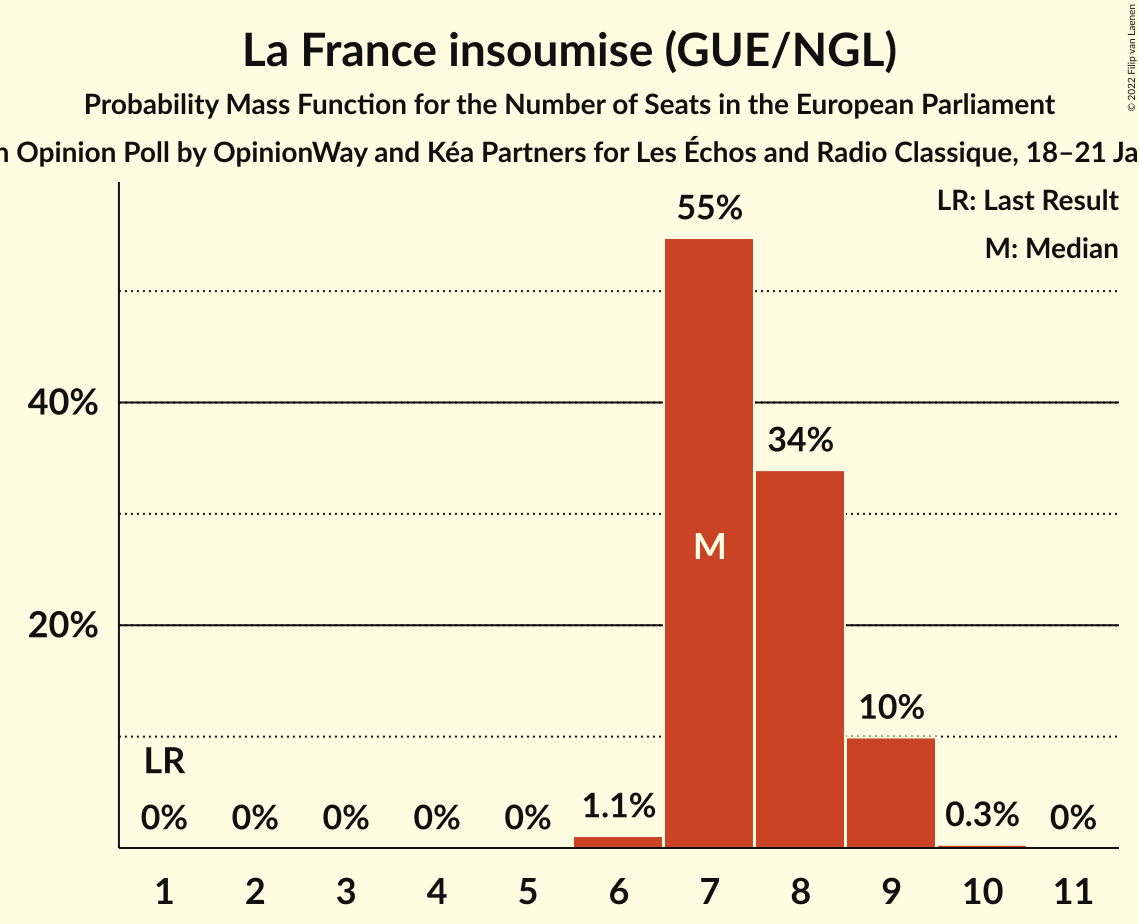 La France insoumise (GUE/NGL)
Probability Mass Function for the Number of Seats in the European Parliament
Opinion Poll by OpinionWay and Kéa Partners for Les Échos and Radio Classique, 18–21
© 2022 Filip van Laenen
LR: Last Result
M: Median
55%
40%
34%
M
20%
10%
LR
0% 0% 0% 0% 0% 1.1% 0.3% 0%
1 2 3 4 5 6 7 8 9 10 11